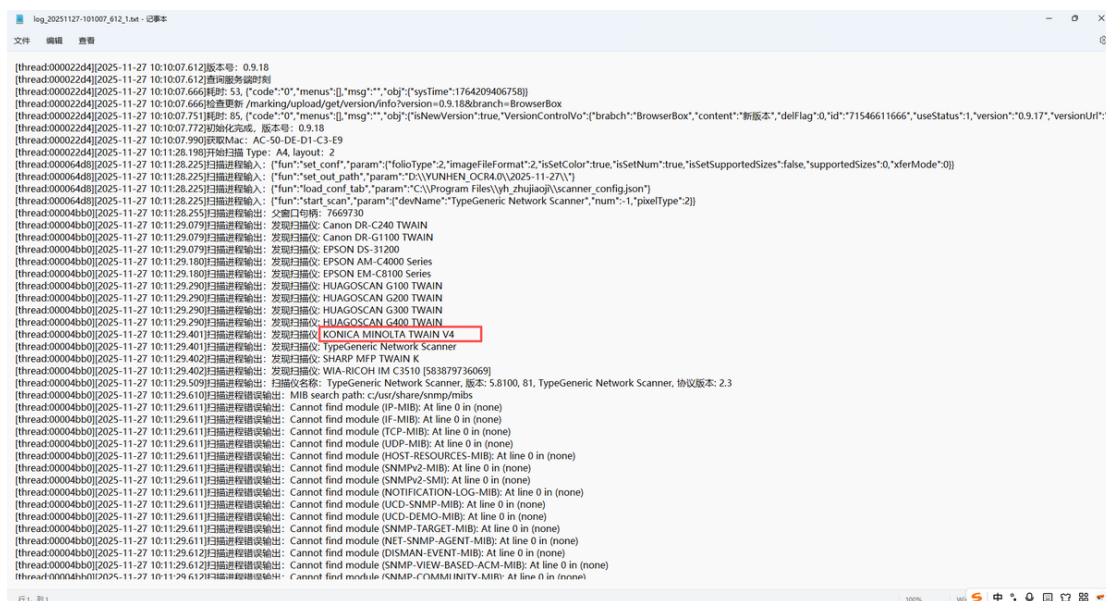 log_20251127-101007_612_1.txt - 记事本
文件 编辑 查看
[thread:000022d4][2025-11-27 10:10:07.612]版本号：0.9.18
[thread:000022d4][2025-11-27 10:10:07.612]查询服务端时刻
[thread:000022d4][2025-11-27 10:10:07.666]耗时: 53, {"code":"0","menus":[],"msg":"","obj":{"sysTime":1764209406758}}
[thread:000022d4][2025-11-27 10:10:07.666]检查更新 /marking/upload/get/version/info?version=0.9.18&branch=BrowserBox
[thread:000022d4][2025-11-27 10:10:07.751]耗时: 85, {"code":"0","menus":[],"msg":"","obj":{"isNewVersion":true,"VersionControlVo":{"brabch":"BrowserBox","content":"新版本","delFlag":0,"id":"71546611666","useStatus":1,"version":"0.9.17","versionUrl":
[thread:000022d4][2025-11-27 10:10:07.772]初始化完成，版本号：0.9.18
[thread:000022d4][2025-11-27 10:10:07.990]获取Mac：AC-50-DE-D1-C3-E9
[thread:000022d4][2025-11-27 10:11:28.198]开始扫描 Type：A4, layout：2
[thread:000064d8][2025-11-27 10:11:28.225]扫描进程输入：{"fun":"set_conf","param":{"folioType":2,"imageFileFormat":2,"isSetColor":true,"isSetNum":true,"isSetSupportedSizes":false,"supportedSizes":0,"xferMode":0}}
[thread:000064d8][2025-11-27 10:11:28.225]扫描进程输入：{"fun":"set_out_path","param":"D:\\YUNHEN_OCR4.0\\2025-11-27\\"}
[thread:000064d8][2025-11-27 10:11:28.225]扫描进程输入：{"fun":"load_conf_tab","param":"C:\\Program Files\\yh_zhujiaoji\\scanner_config.json"}
[thread:000064d8][2025-11-27 10:11:28.225]扫描进程输入：{"fun":"start_scan","param":{"devName":"TypeGeneric Network Scanner","num":-1,"pixelType":2}}
[thread:00004bb0][2025-11-27 10:11:28.255]扫描进程输出：父窗口句柄：7669730
[thread:00004bb0][2025-11-27 10:11:29.079]扫描进程输出：发现扫描仪: Canon DR-C240 TWAIN
[thread:00004bb0][2025-11-27 10:11:29.079]扫描进程输出：发现扫描仪: Canon DR-G1100 TWAIN
[thread:00004bb0][2025-11-27 10:11:29.079]扫描进程输出：发现扫描仪: EPSON DS-31200
[thread:00004bb0][2025-11-27 10:11:29.180]扫描进程输出：发现扫描仪: EPSON AM-C4000 Series
[thread:00004bb0][2025-11-27 10:11:29.180]扫描进程输出：发现扫描仪: EPSON EM-C8100 Series
[thread:00004bb0][2025-11-27 10:11:29.290]扫描进程输出：发现扫描仪: HUAGOSCAN G100 TWAIN
[thread:00004bb0][2025-11-27 10:11:29.290]扫描进程输出：发现扫描仪: HUAGOSCAN G200 TWAIN
[thread:00004bb0][2025-11-27 10:11:29.290]扫描进程输出：发现扫描仪: HUAGOSCAN G300 TWAIN
[thread:00004bb0][2025-11-27 10:11:29.290]扫描进程输出：发现扫描仪: HUAGOSCAN G400 TWAIN
[thread:00004bb0][2025-11-27 10:11:29.401]扫描进程输出：发现扫描仪: KONICA MINOLTA TWAIN V4
[thread:00004bb0][2025-11-27 10:11:29.401]扫描进程输出：发现扫描仪: TypeGeneric Network Scanner
[thread:00004bb0][2025-11-27 10:11:29.402]扫描进程输出：发现扫描仪: SHARP MFP TWAIN K
[thread:00004bb0][2025-11-27 10:11:29.402]扫描进程输出：发现扫描仪: WIA-RICOH IM C3510 [583879736069]
[thread:00004bb0][2025-11-27 10:11:29.509]扫描进程输出：扫描仪名称：TypeGeneric Network Scanner, 版本: 5.8100, 81, TypeGeneric Network Scanner, 协议版本: 2.3
[thread:00004bb0][2025-11-27 10:11:29.610]扫描进程错误输出：MIB search path: c:/usr/share/snmp/mibs
[thread:00004bb0][2025-11-27 10:11:29.611]扫描进程错误输出：Cannot find module (IP-MIB): At line 0 in (none)
[thread:00004bb0][2025-11-27 10:11:29.611]扫描进程错误输出：Cannot find module (IF-MIB): At line 0 in (none)
[thread:00004bb0][2025-11-27 10:11:29.611]扫描进程错误输出：Cannot find module (TCP-MIB): At line 0 in (none)
[thread:00004bb0][2025-11-27 10:11:29.611]扫描进程错误输出：Cannot find module (UDP-MIB): At line 0 in (none)
[thread:00004bb0][2025-11-27 10:11:29.611]扫描进程错误输出：Cannot find module (HOST-RESOURCES-MIB): At line 0 in (none)
[thread:00004bb0][2025-11-27 10:11:29.611]扫描进程错误输出：Cannot find module (SNMPv2-MIB): At line 0 in (none)
[thread:00004bb0][2025-11-27 10:11:29.611]扫描进程错误输出：Cannot find module (SNMPv2-SMI): At line 0 in (none)
[thread:00004bb0][2025-11-27 10:11:29.611]扫描进程错误输出：Cannot find module (NOTIFICATION-LOG-MIB): At line 0 in (none)
[thread:00004bb0][2025-11-27 10:11:29.611]扫描进程错误输出：Cannot find module (UCD-SNMP-MIB): At line 0 in (none)
[thread:00004bb0][2025-11-27 10:11:29.611]扫描进程错误输出：Cannot find module (UCD-DEMO-MIB): At line 0 in (none)
[thread:00004bb0][2025-11-27 10:11:29.611]扫描进程错误输出：Cannot find module (SNMP-TARGET-MIB): At line 0 in (none)
[thread:00004bb0][2025-11-27 10:11:29.611]扫描进程错误输出：Cannot find module (NET-SNMP-AGENT-MIB): At line 0 in (none)
[thread:00004bb0][2025-11-27 10:11:29.612]扫描进程错误输出：Cannot find module (DISMAN-EVENT-MIB): At line 0 in (none)
[thread:00004bb0][2025-11-27 10:11:29.612]扫描进程错误输出：Cannot find module (SNMP-VIEW-BASED-ACM-MIB): At line 0 in (none)
[thread:00004bb0][2025-11-27 10:11:29.612]扫描进程错误输出：Cannot find module (SNMP-COMMUNITY-MIB): At line 0 in (none)
行 1，列 1 100% Wi 中